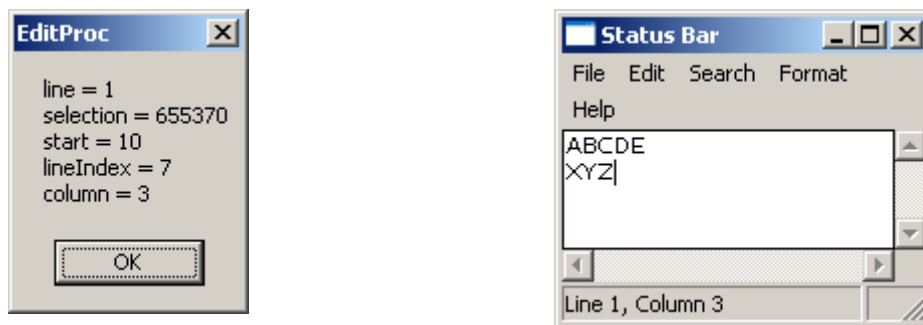 EditProc
line = 1
selection = 655370
start = 10
lineIndex = 7
column = 3
OK
Status Bar
File Edit Search Format
Help
ABCDE
XYZ
Line 1, Column 3